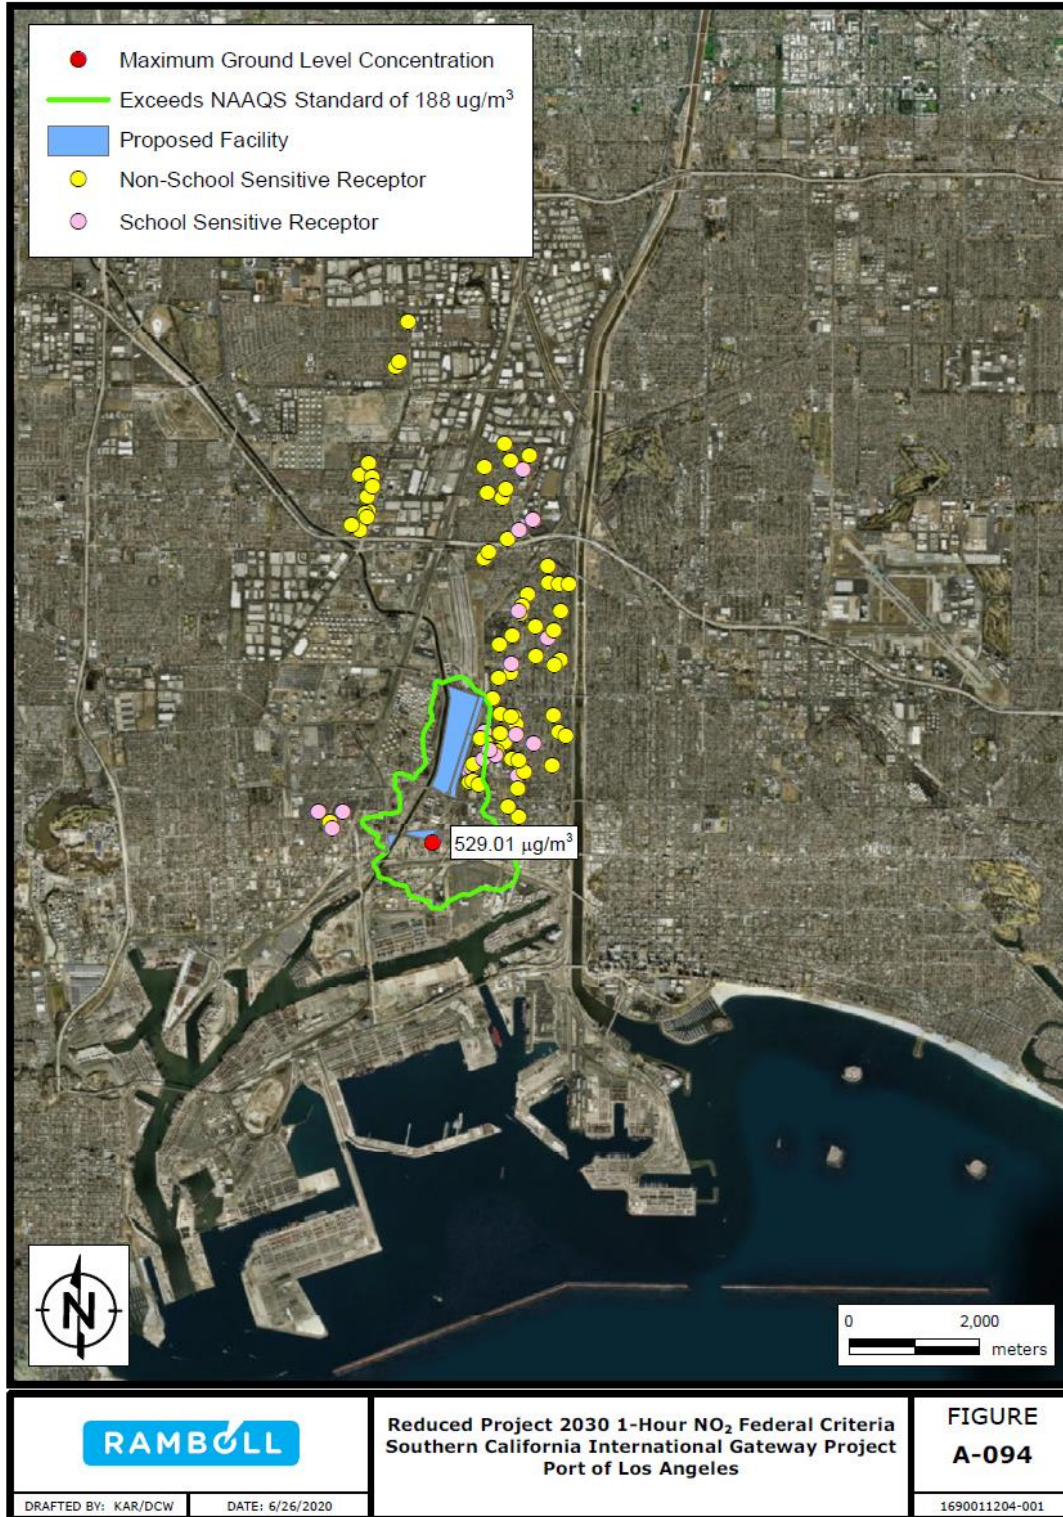 Maximum Ground Level Concentration
Exceeds NAAQS Standard of 188 ug/m³
Proposed Facility
Non-School Sensitive Receptor
School Sensitive Receptor
529.01 µg/m³
N
0 2,000
meters
RAMBOLL
DRAFTED BY: KAR/DCW DATE: 6/26/2020
Reduced Project 2030 1-Hour NO₂ Federal Criteria
Southern California International Gateway Project
Port of Los Angeles
FIGURE
A-094
1690011204-001